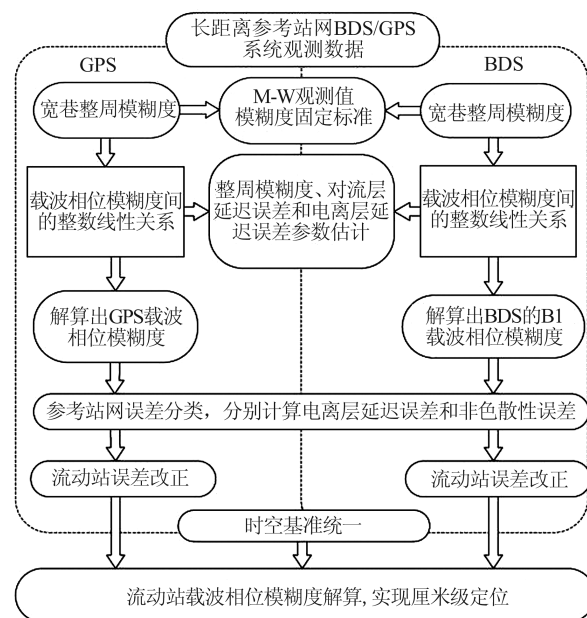 长距离参考站网BDS/GPS
系统观测数据
GPS
BDS
宽巷整周模糊度
M-W观测值
模糊度固定标准
宽巷整周模糊度
载波相位模糊度间
的整数线性关系
整周模糊度、对流层
延迟误差和电离层延
迟误差参数估计
载波相位模糊度间
的整数线性关系
解算出GPS载波
相位模糊度
解算出BDS的B1
载波相位模糊度
参考站网误差分类，分别计算电离层延迟误差和非色散性误差
流动站误差改正
流动站误差改正
时空基准统一
流动站载波相位模糊度解算,实现厘米级定位